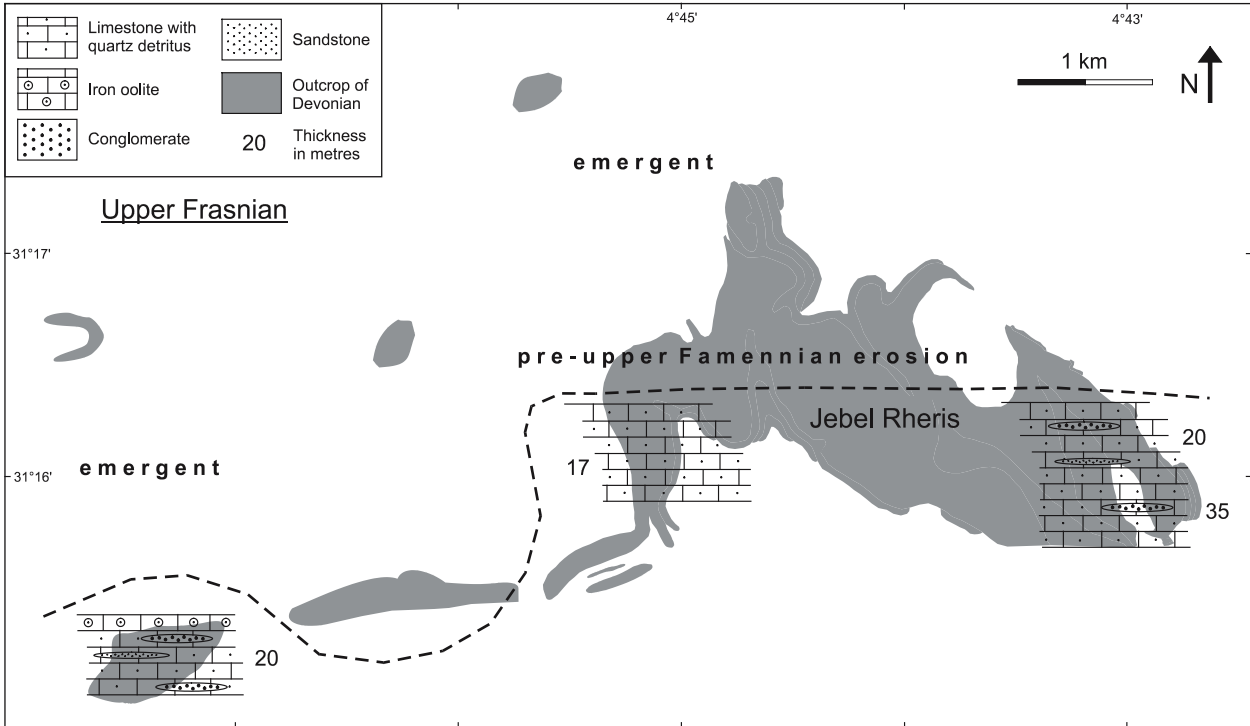 Limestone with
quartz detritus
Iron oolite
Conglomerate
Sandstone
Outcrop of
Devonian
20
Thickness
in metres
4°45'
4°43'
1 km
N
emergent
Upper Frasnian
31°17'
pre-upper Famennian erosion
Jebel Rheris
emergent
17
20
31°16'
35
20